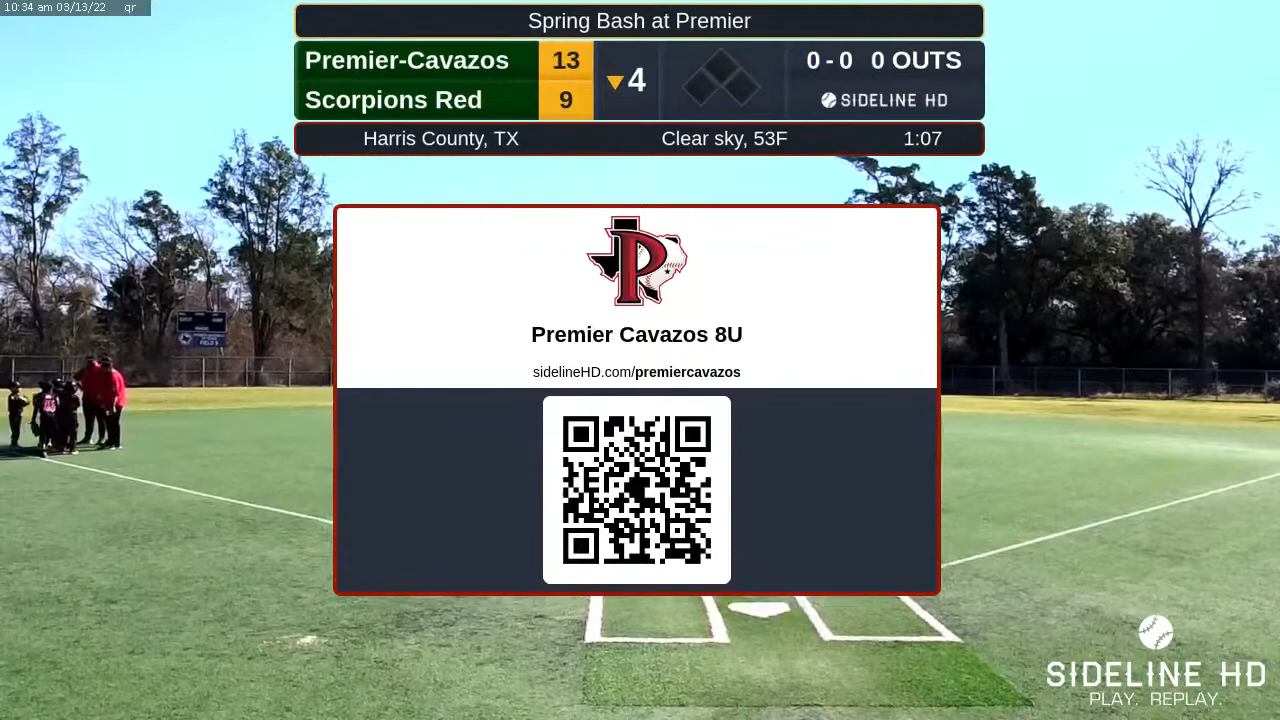 10:34 am 03/13/22 qr
Spring Bash at Premier
Premier-Cavazos 13
Scorpions Red 9
4
0 - 0 0 OUTS
SIDELINE HD
Harris County, TX Clear sky, 53F 1:07
P
Premier Cavazos 8U
sidelineHD.com/premiercavazos
FIELD 5
SIDELINE HD
PLAY. REPLAY.